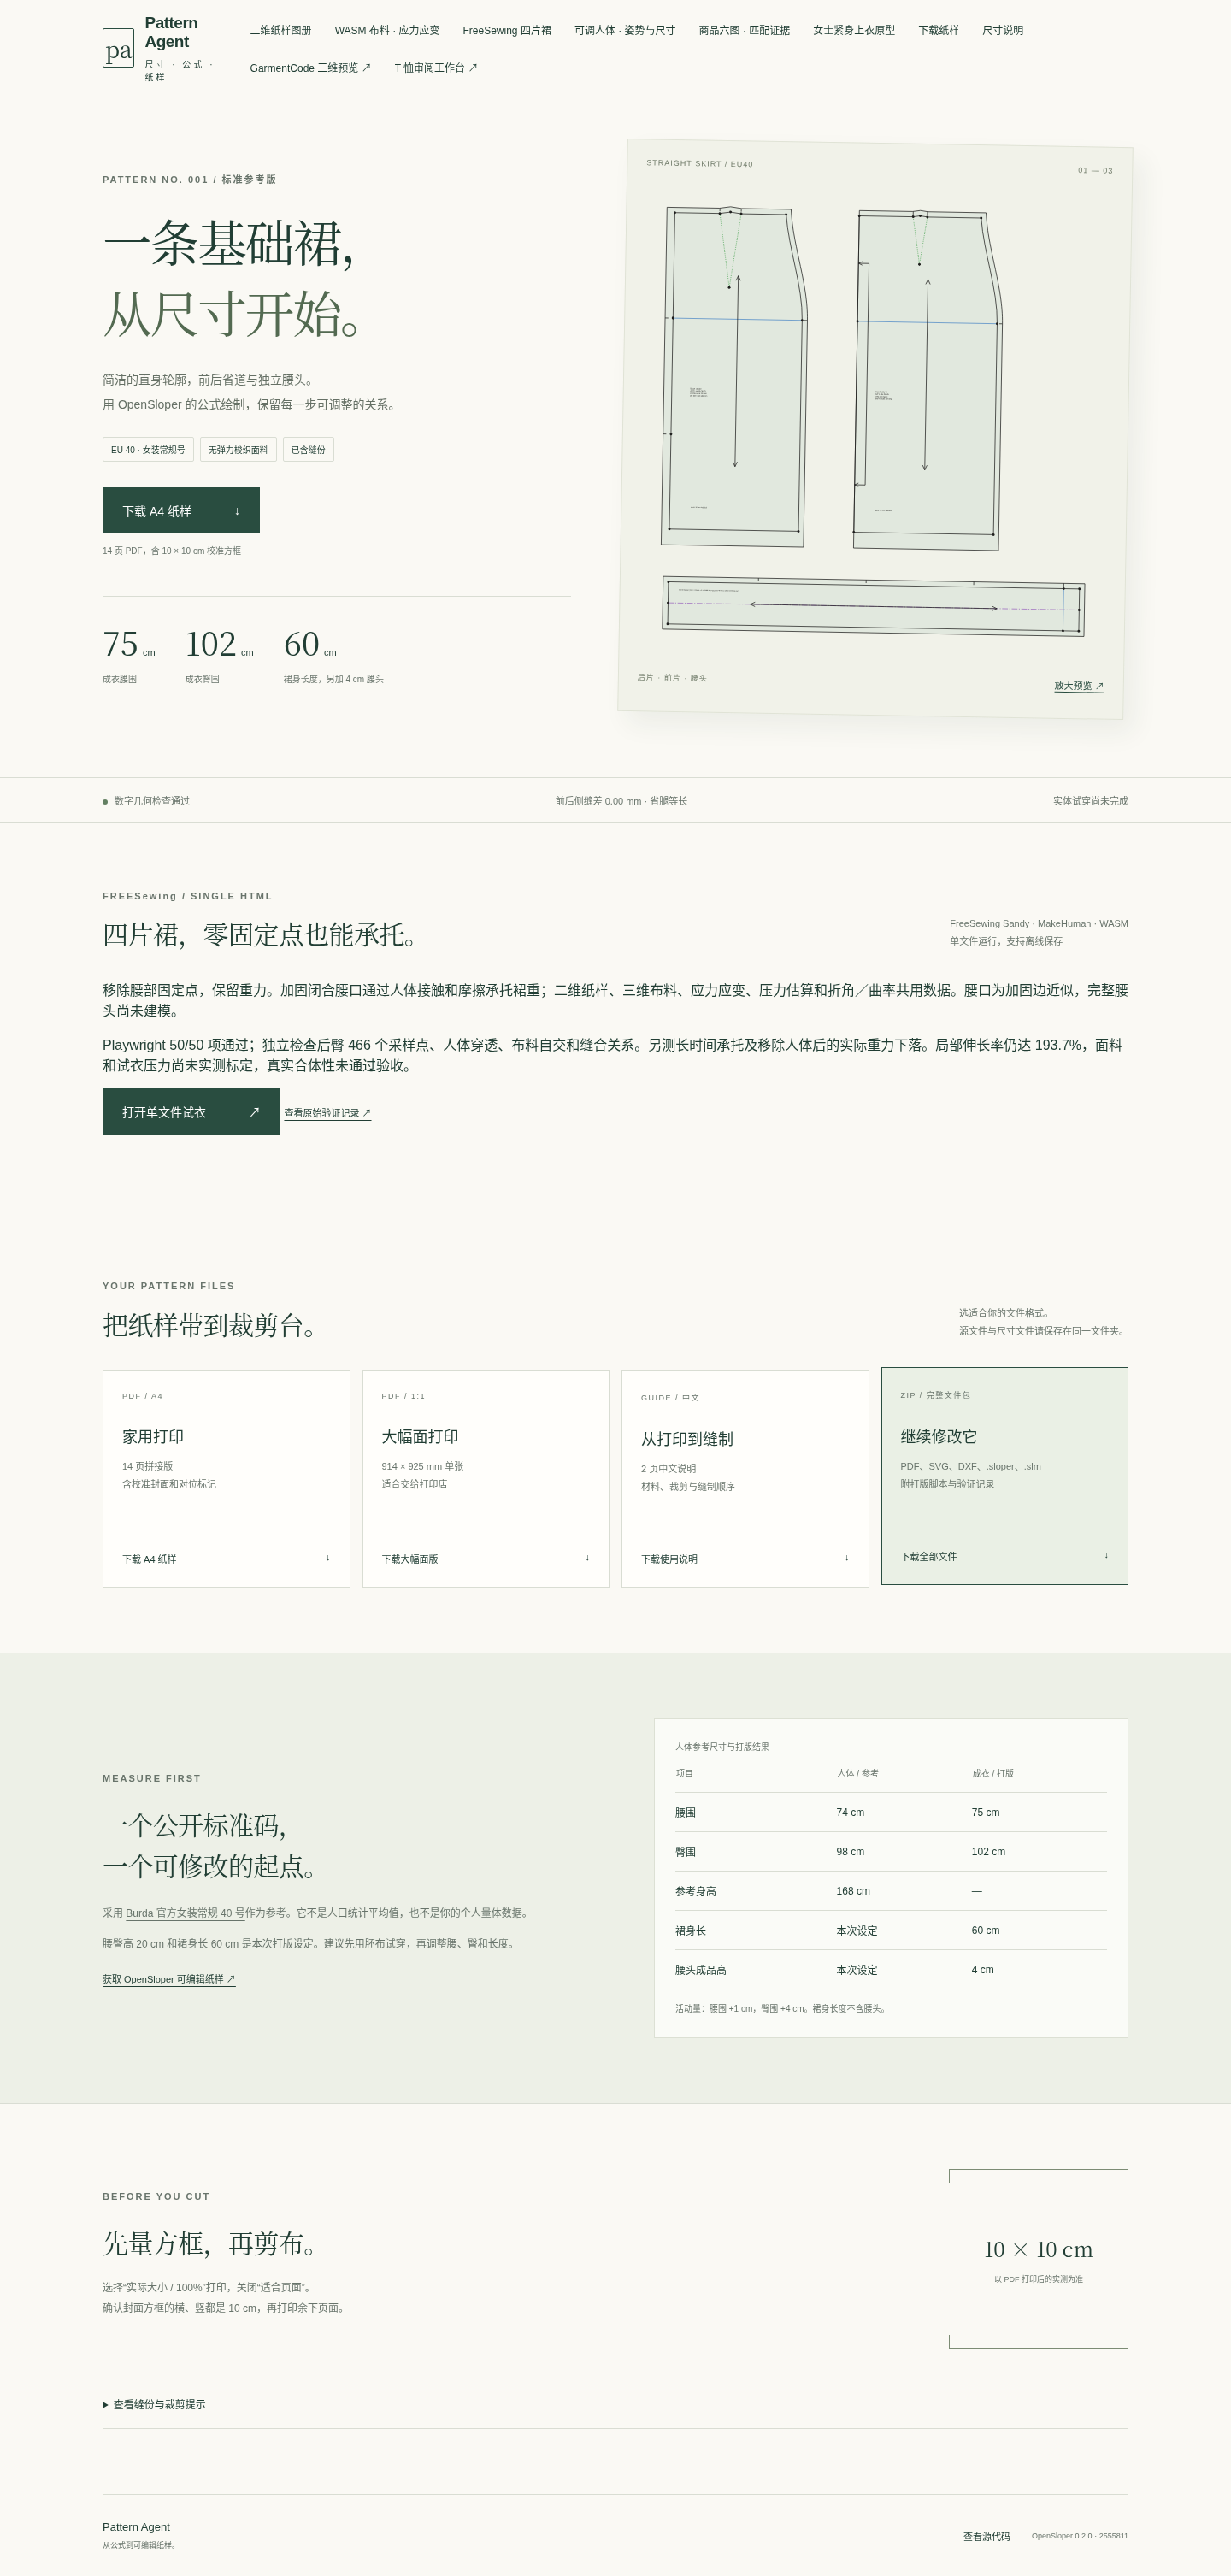 pa
Pattern
Agent
尺寸 · 公式 ·
纸样
二维纸样图册 WASM 布料 · 应力应变 FreeSewing 四片裙 可调人体 · 姿势与尺寸 商品六图 · 匹配证据 女士紧身上衣原型 下载纸样 尺寸说明
GarmentCode 三维预览 ↗ T 恤审阅工作台 ↗
PATTERN NO. 001 / 标准参考版
一条基础裙，
从尺寸开始。
简洁的直身轮廓，前后省道与独立腰头。
用 OpenSloper 的公式绘制，保留每一步可调整的关系。
EU 40 · 女装常规号 无弹力梭织面料 已含缝份
下载 A4 纸样 ↓
14 页 PDF，含 10 × 10 cm 校准方框
75 cm 102 cm 60 cm
成衣腰围 成衣臀围 裙身长度，另加 4 cm 腰头
STRAIGHT SKIRT / EU40
01 — 03
后片 · 前片 · 腰头
放大预览 ↗
数字几何检查通过 前后侧缝差 0.00 mm · 省腿等长 实体试穿尚未完成
FREESewing / SINGLE HTML
四片裙，零固定点也能承托。
FreeSewing Sandy · MakeHuman · WASM
单文件运行，支持离线保存
移除腰部固定点，保留重力。加固闭合腰口通过人体接触和摩擦承托裙重；二维纸样、三维布料、应力应变、压力估算和折角／曲率共用数据。腰口为加固边近似，完整腰
头尚未建模。
Playwright 50/50 项通过；独立检查后臀 466 个采样点、人体穿透、布料自交和缝合关系。另测长时间承托及移除人体后的实际重力下落。局部伸长率仍达 193.7%，面料
和试衣压力尚未实测标定，真实合体性未通过验收。
打开单文件试衣 ↗ 查看原始验证记录 ↗
YOUR PATTERN FILES
把纸样带到裁剪台。
选适合你的文件格式。
源文件与尺寸文件请保存在同一文件夹。
PDF / A4
家用打印
14 页拼接版
含校准封面和对位标记
下载 A4 纸样 ↓
PDF / 1:1
大幅面打印
914 × 925 mm 单张
适合交给打印店
下载大幅面版 ↓
GUIDE / 中文
从打印到缝制
2 页中文说明
材料、裁剪与缝制顺序
下载使用说明 ↓
ZIP / 完整文件包
继续修改它
PDF、SVG、DXF、.sloper、.slm
附打版脚本与验证记录
下载全部文件 ↓
MEASURE FIRST
一个公开标准码，
一个可修改的起点。
采用 Burda 官方女装常规 40 号作为参考。它不是人口统计平均值，也不是你的个人量体数据。
腰臀高 20 cm 和裙身长 60 cm 是本次打版设定。建议先用胚布试穿，再调整腰、臀和长度。
获取 OpenSloper 可编辑纸样 ↗
人体参考尺寸与打版结果
项目 人体 / 参考 成衣 / 打版
腰围 74 cm 75 cm
臀围 98 cm 102 cm
参考身高 168 cm —
裙身长 本次设定 60 cm
腰头成品高 本次设定 4 cm
活动量：腰围 +1 cm，臀围 +4 cm。裙身长度不含腰头。
BEFORE YOU CUT
先量方框，再剪布。
选择“实际大小 / 100%”打印，关闭“适合页面”。
确认封面方框的横、竖都是 10 cm，再打印余下页面。
10 × 10 cm
以 PDF 打印后的实测为准
▶ 查看缝份与裁剪提示
Pattern Agent
从公式到可编辑纸样。
查看源代码 OpenSloper 0.2.0 · 2555811